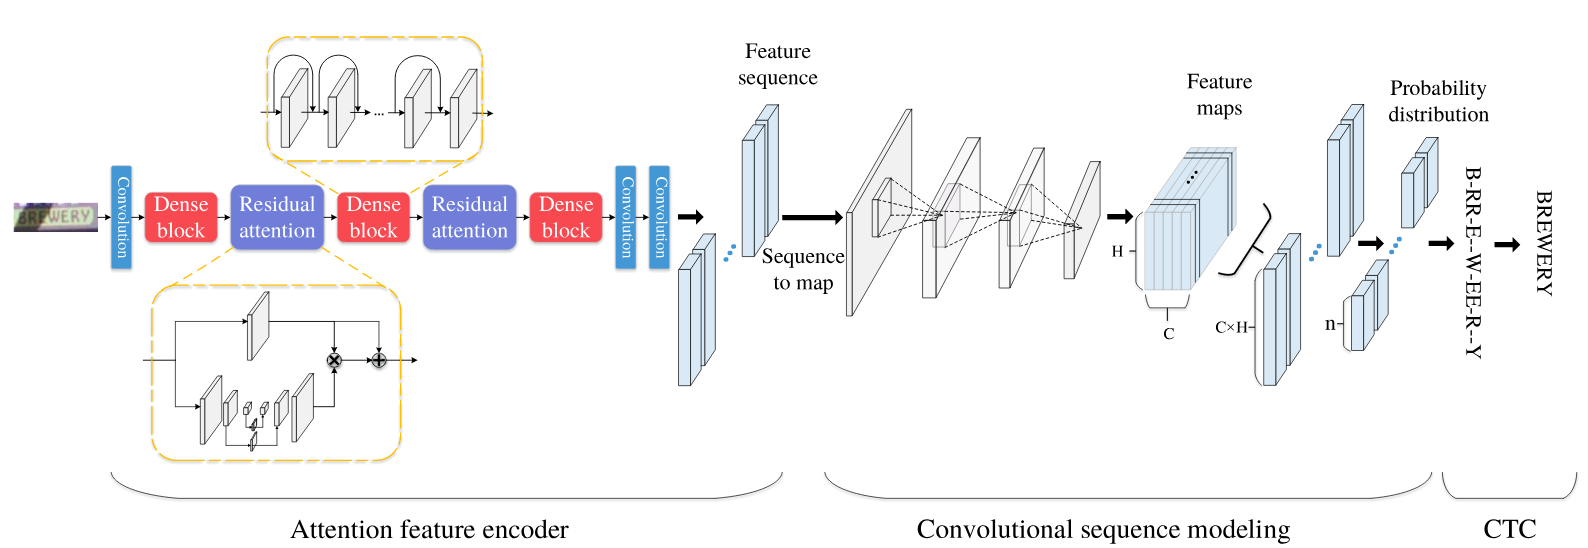 BREWERY
Convolution
Dense
block
Residual
attention
Dense
block
Residual
attention
Dense
block
Convolution
Convolution
...
Feature
sequence
Sequence
to map
Feature
maps
H
C
C×H
Probability
distribution
n
B-RR-E--W-EE-R--Y
BREWERY
Attention feature encoder
Convolutional sequence modeling
CTC